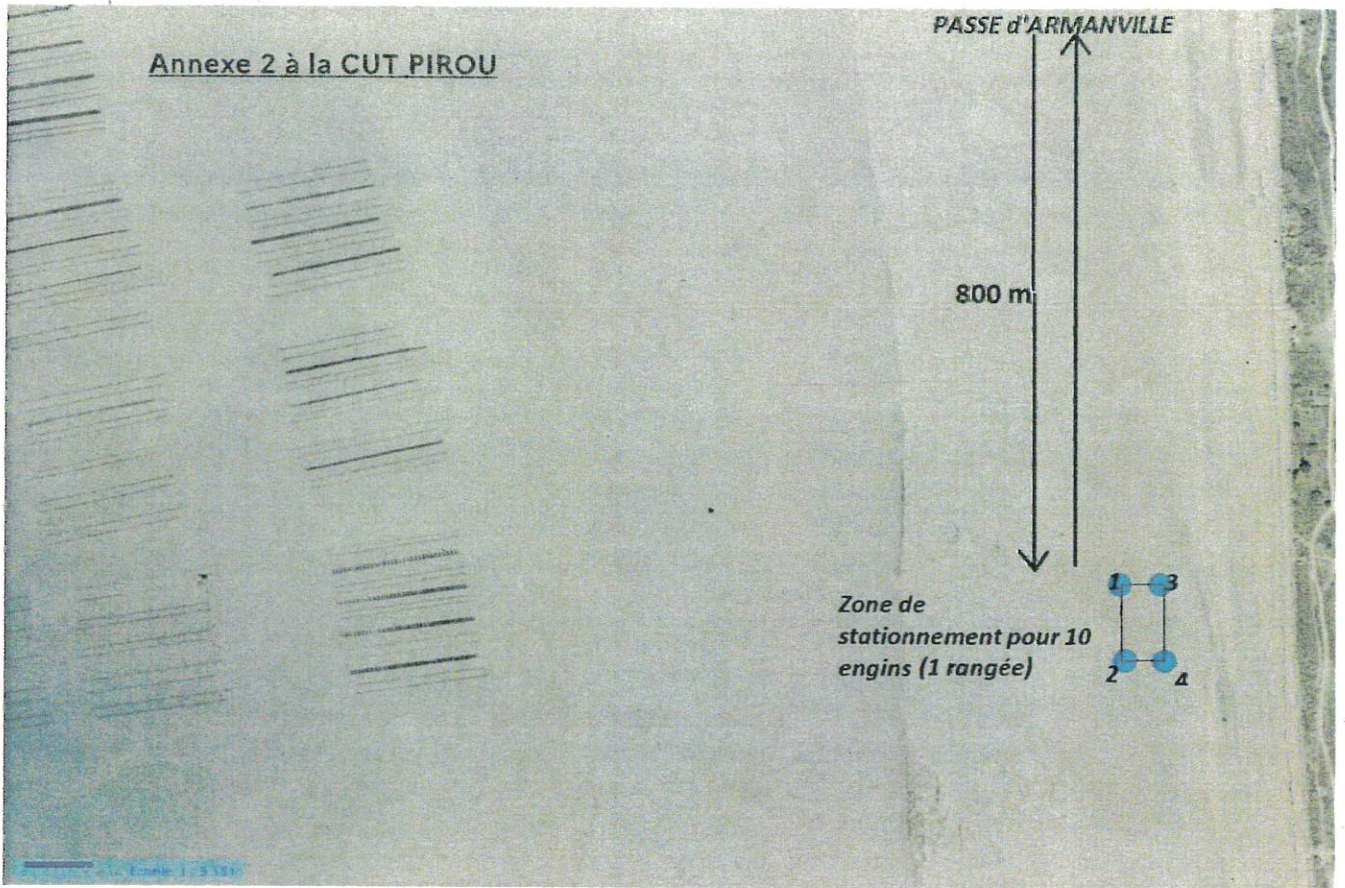 PASSE d'ARMANVILLE
Annexe 2 à la CUT PIROU
800 m
1
3
Zone de
stationnement pour 10
engins (1 rangée)
2
4